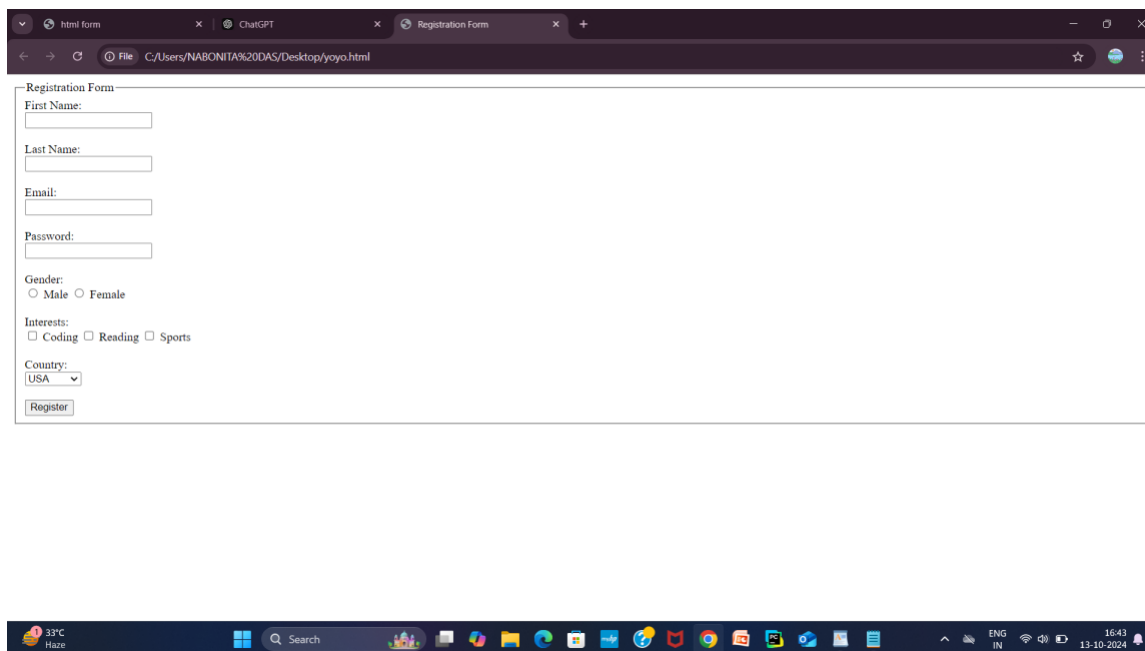 html form
ChatGPT
Registration Form
File C:/Users/NABONITA%20DAS/Desktop/yoyo.html
Registration Form
First Name:
Last Name:
Email:
Password:
Gender:
Male Female
Interests:
Coding Reading Sports
Country:
USA
Register
1
33°C
Haze
Search
ENG
IN
16:43
13-10-2024